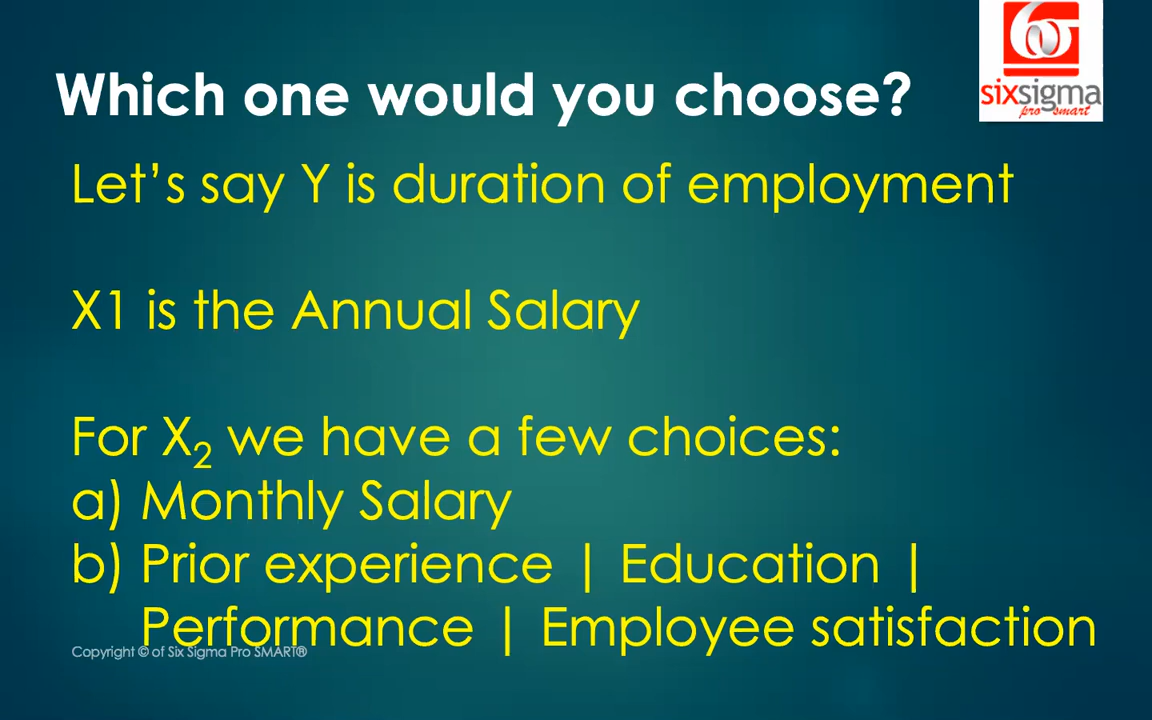 sixsigma
pro smart
Which one would you choose?
Let's say Y is duration of employment
X1 is the Annual Salary
For X₂ we have a few choices:
a) Monthly Salary
b) Prior experience | Education |
Performance | Employee satisfaction
Copyright © of Six Sigma Pro SMART®